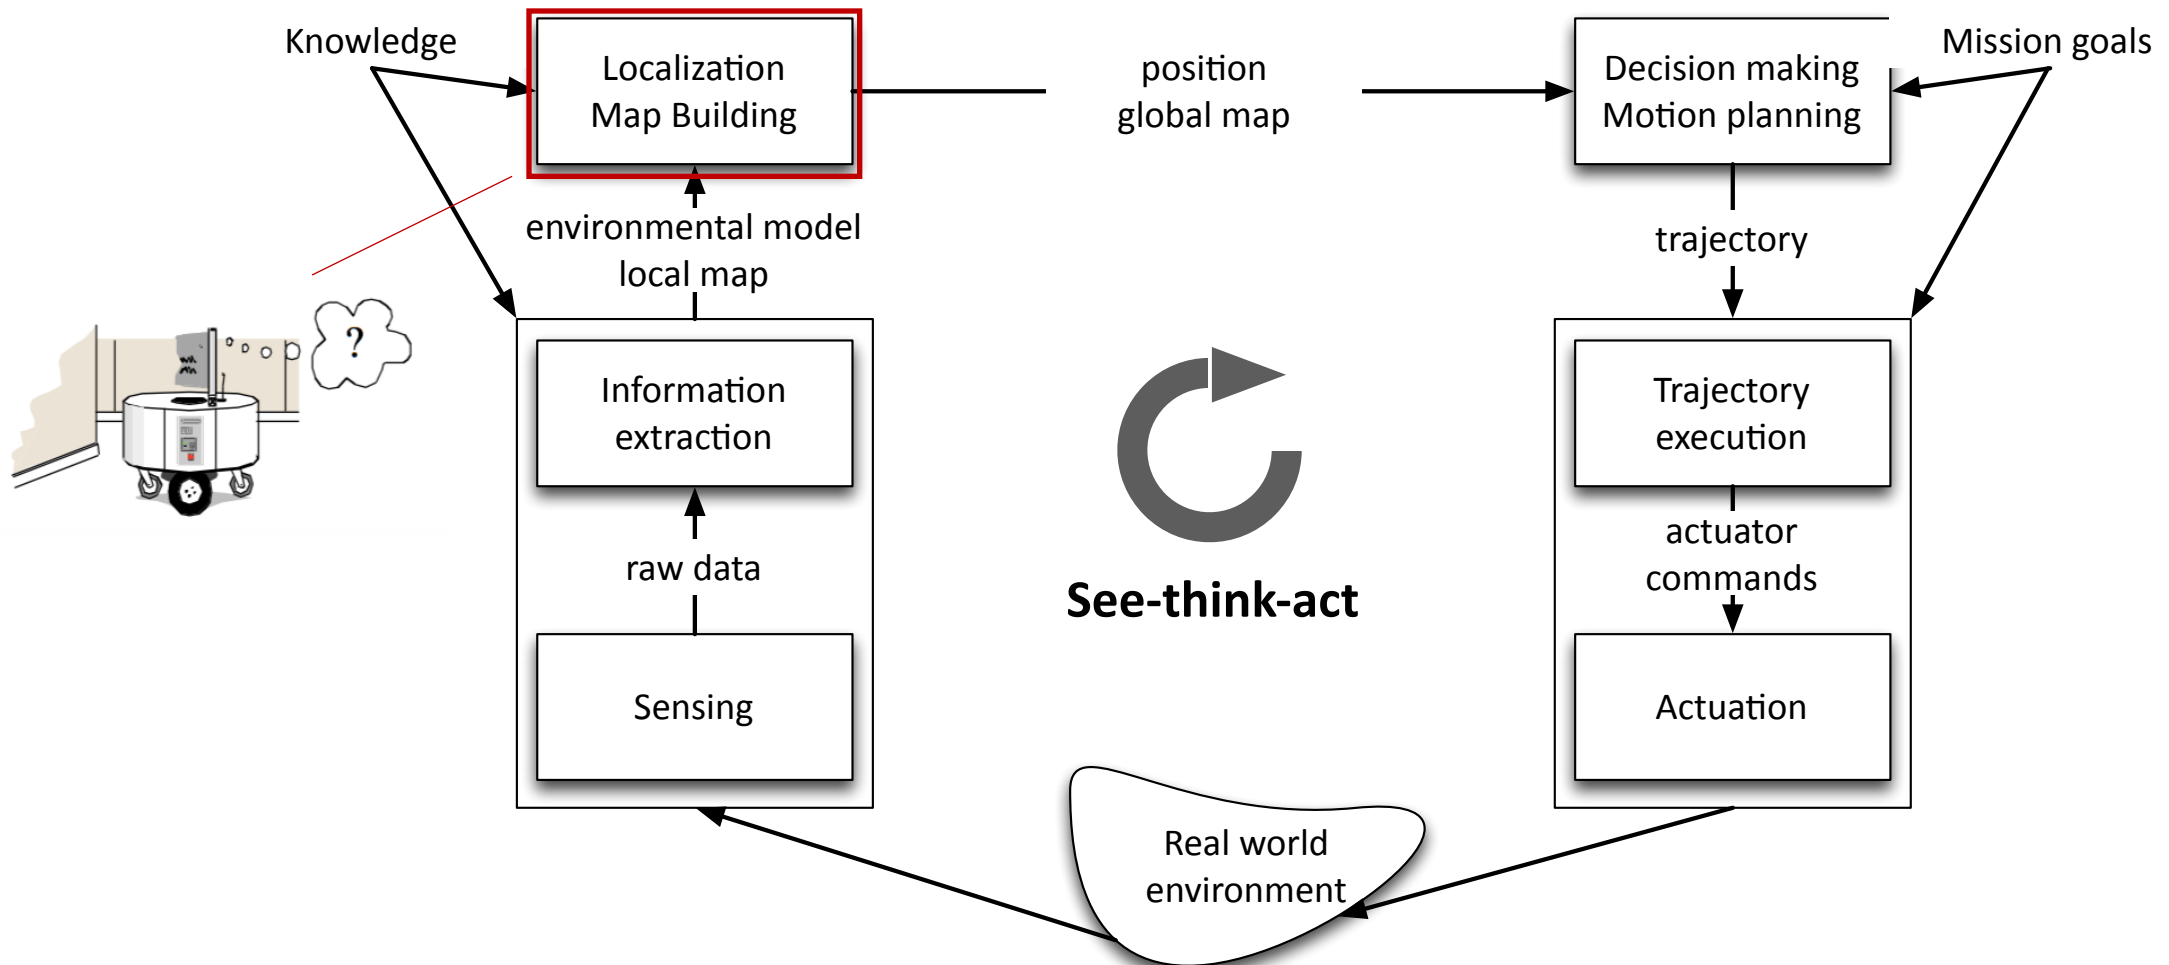 Knowledge
Localization
Map Building
position
global map
Decision making
Motion planning
Mission goals
environmental model
local map
trajectory
?
Information
extraction
Trajectory
execution
raw data
See-think-act
actuator
commands
Sensing
Actuation
Real world
environment